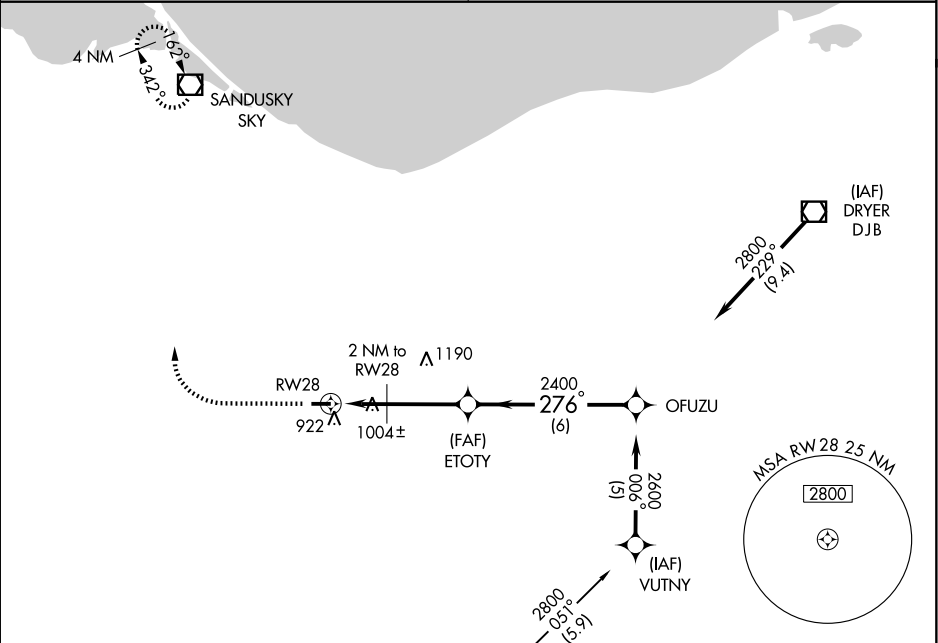 4 NM
162°
342°
SANDUSKY
SKY
(IAF)
DRYER
DJB
2800
229°
(9.4)
2 NM to
RW28
1190
RW28
922
1004±
2400
276°
(6)
OFUZU
(FAF)
ETOTY
2600
006°
(5)
(IAF)
VUTNY
2800
051°
(5.9)
MSA RW 28 25 NM
2800